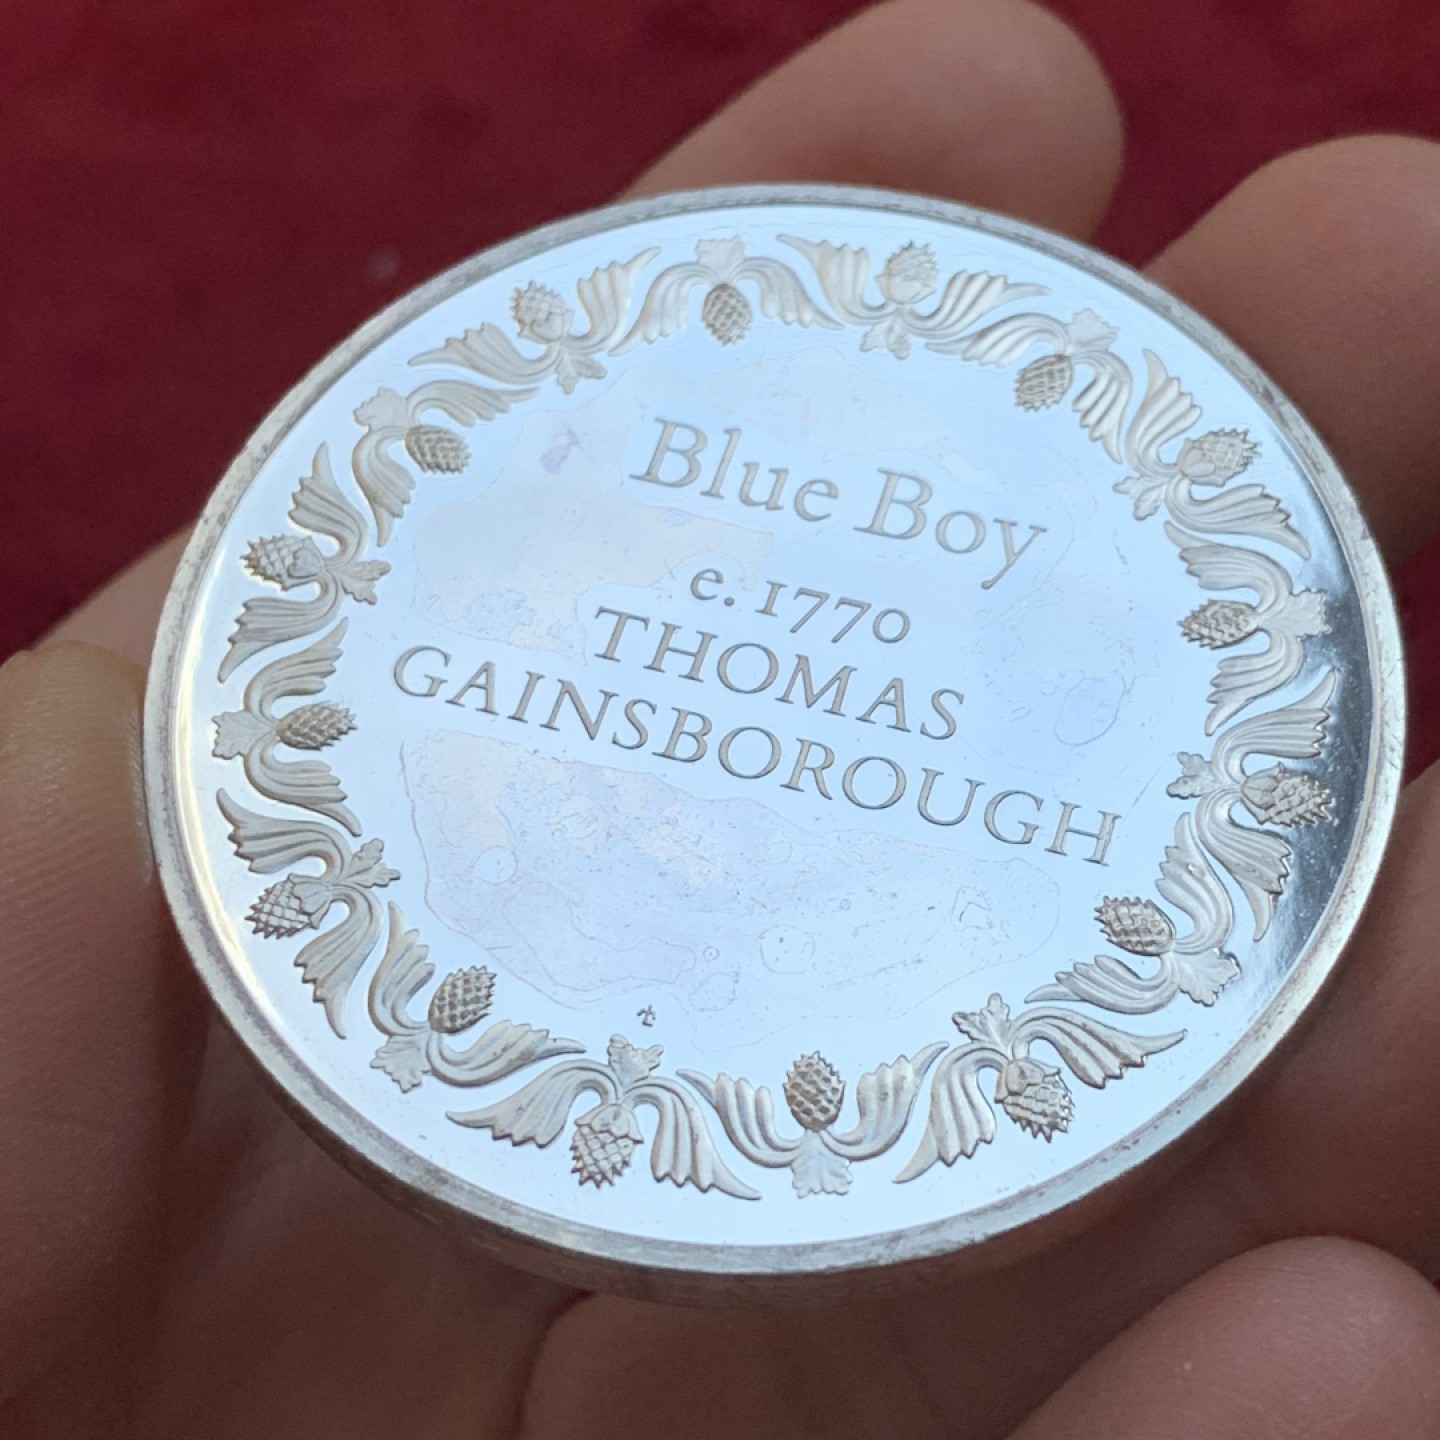 Blue Boy
e. 1770
THOMAS
GAINSBOROUGH